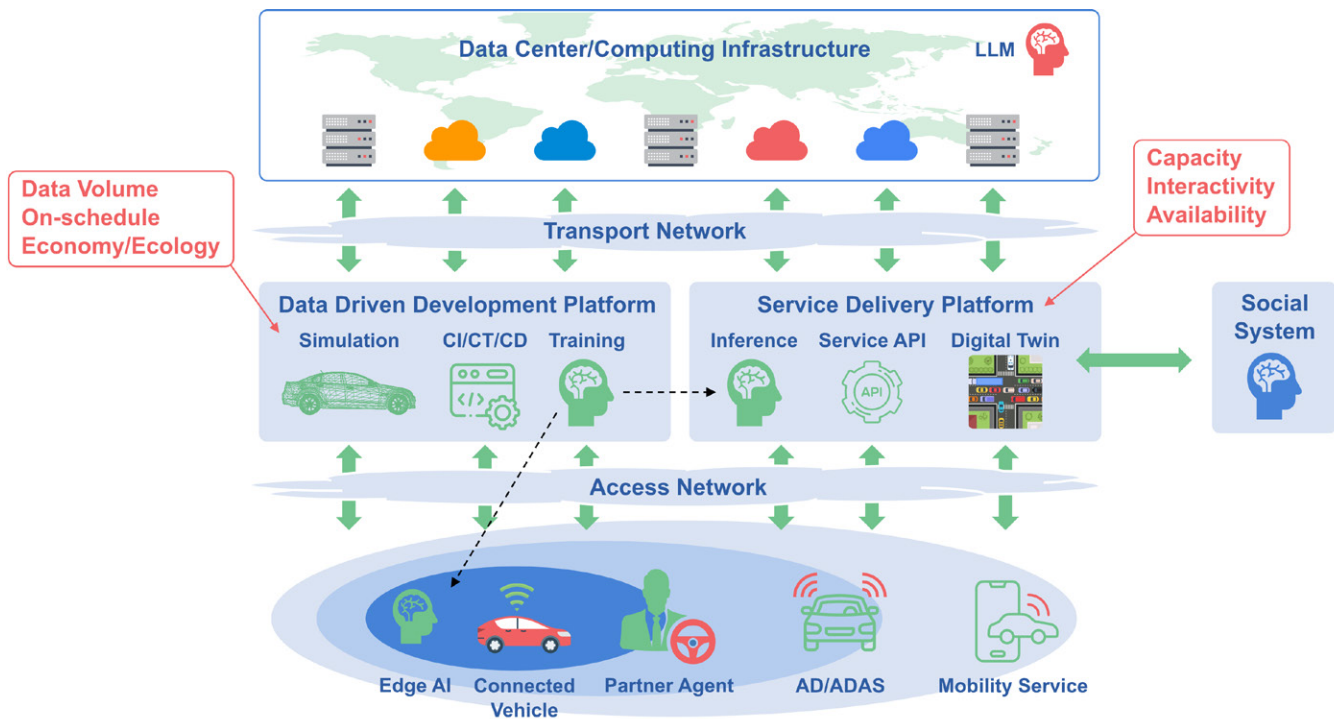 Data Center/Computing Infrastructure
LLM
Data Volume
On-schedule
Economy/Ecology
Capacity
Interactivity
Availability
Transport Network
Data Driven Development Platform
Simulation
CI/CT/CD
Training
Service Delivery Platform
Inference
Service API
Digital Twin
API
</>
Social
System
Access Network
Edge AI
Connected
Vehicle
Partner Agent
AD/ADAS
Mobility Service